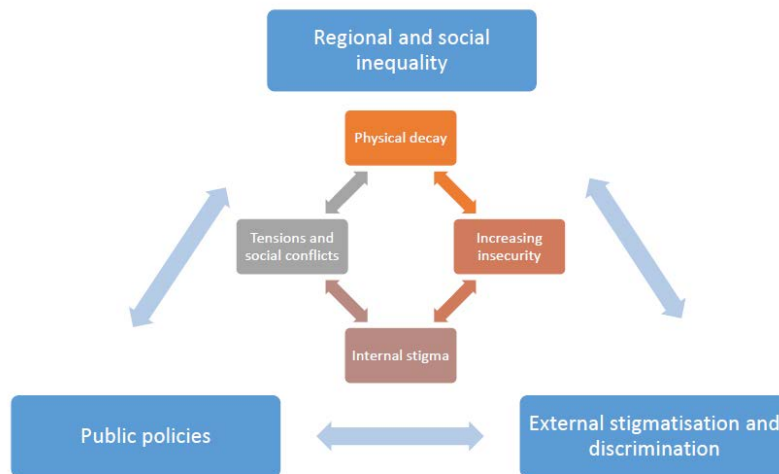 Regional and social
inequality
Physical decay
Tensions and
social conflicts
Increasing
insecurity
Internal stigma
Public policies
External stigmatisation and
discrimination